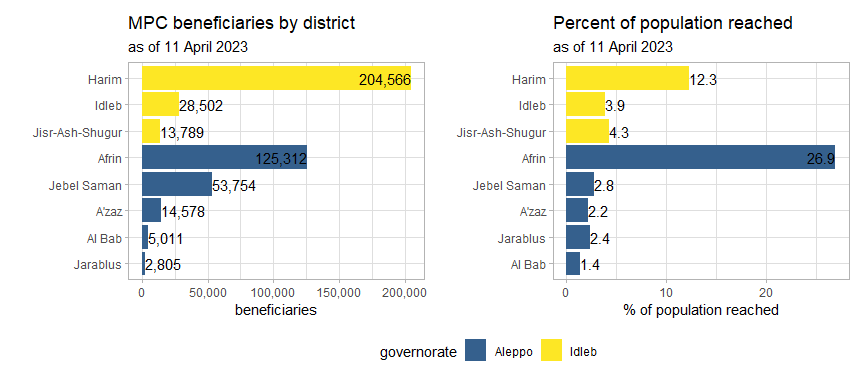 MPC beneficiaries by district
as of 11 April 2023
Harim 204,566
Idleb 28,502
Jisr-Ash-Shugur 13,789
Afrin 125,312
Jebel Saman 53,754
A'zaz 14,578
Al Bab 5,011
Jarablus 2,805
0 50,000 100,000 150,000 200,000
beneficiaries
Percent of population reached
as of 11 April 2023
Harim 12.3
Idleb 3.9
Jisr-Ash-Shugur 4.3
Afrin 26.9
Jebel Saman 2.8
A'zaz 2.2
Jarablus 2.4
Al Bab 1.4
0 20
% of population reached
governorate Aleppo Idleb